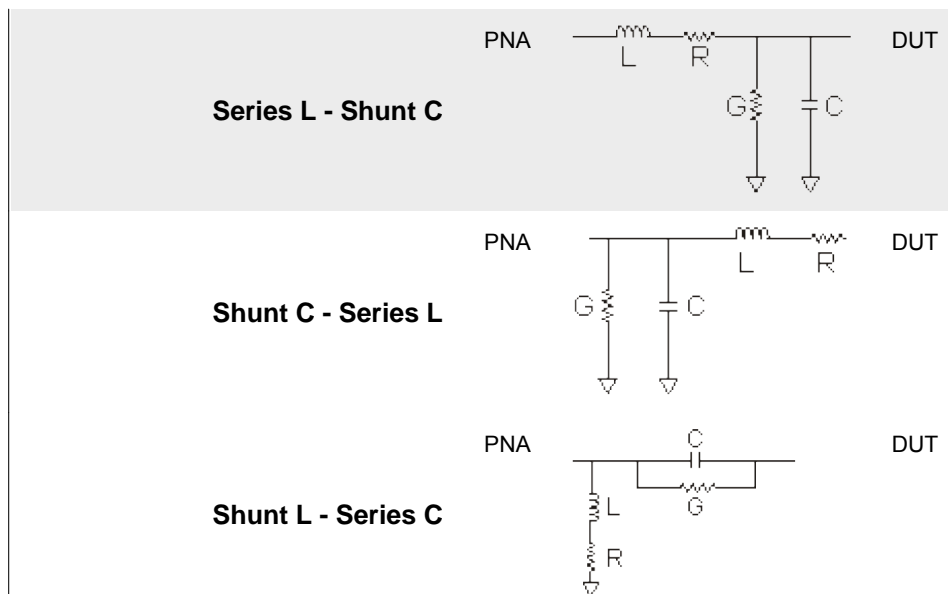 PNA DUT
L R
Series L - Shunt C
G C
PNA DUT
L R
Shunt C - Series L
G C
PNA DUT
C
G
L
Shunt L - Series C
R